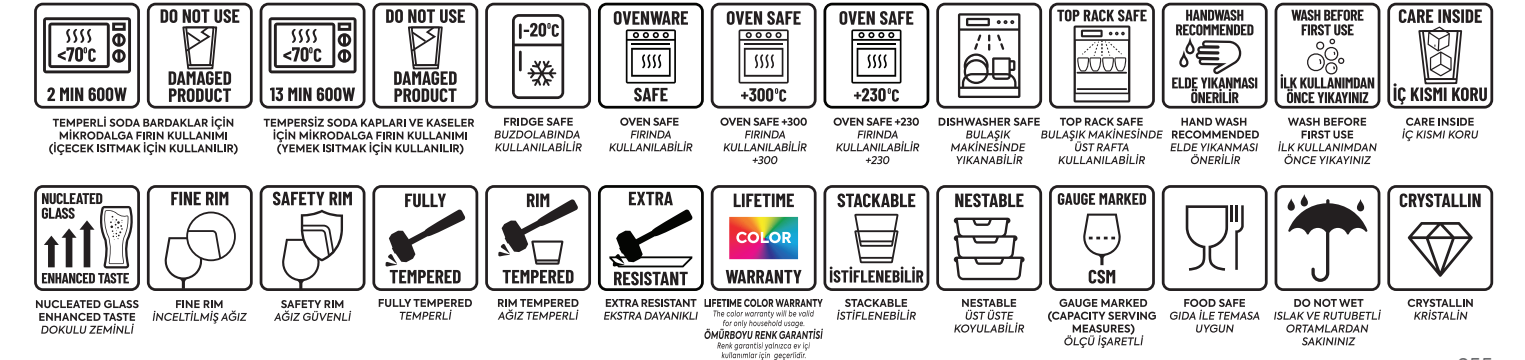 <70°C
2 MIN 600W
TEMPERLİ SODA BARDAKLAR İÇİN
MİKRODALGA FIRIN KULLANIMI
(İÇECEK ISITMAK İÇİN KULLANILIR)
DO NOT USE
DAMAGED
PRODUCT
<70°C
13 MIN 600W
TEMPERSİZ SODA KAPLARI VE KASELER
İÇİN MİKRODALGA FIRIN KULLANIMI
(YEMEK ISITMAK İÇİN KULLANILIR)
DO NOT USE
DAMAGED
PRODUCT
-20°C
FRIDGE SAFE
BUZDOLABINDA
KULLANILABİLİR
OVENWARE
SAFE
OVEN SAFE
FIRINDA
KULLANILABİLİR
OVEN SAFE
+300°C
OVEN SAFE +300
FIRINDA
KULLANILABİLİR
+300
OVEN SAFE
+230°C
OVEN SAFE +230
FIRINDA
KULLANILABİLİR
+230
DISHWASHER SAFE
BULAŞIK
MAKİNESİNDE
YIKANABİLİR
TOP RACK SAFE
TOP RACK SAFE
BULAŞIK MAKİNESİNDE
ÜST RAFTA
KULLANILABİLİR
HANDWASH
RECOMMENDED
ELDE YIKANMASI
ÖNERİLİR
HAND WASH
RECOMMENDED
ELDE YIKANMASI
ÖNERİLİR
WASH BEFORE
FIRST USE
İLK KULLANIMDAN
ÖNCE YIKAYINIZ
WASH BEFORE
FIRST USE
İLK KULLANIMDAN
ÖNCE YIKAYINIZ
CARE INSIDE
İÇ KISMI KORU
CARE INSIDE
İÇ KISMI KORU
NUCLEATED
GLASS
ENHANCED TASTE
NUCLEATED GLASS
ENHANCED TASTE
DOKULU ZEMİNLİ
FINE RIM
FINE RIM
İNCELTİLMİŞ AĞIZ
SAFETY RIM
SAFETY RIM
AĞIZ GÜVENLİ
FULLY
TEMPERED
FULLY TEMPERED
TEMPERLİ
RIM
TEMPERED
RIM TEMPERED
AĞIZ TEMPERLİ
EXTRA
RESISTANT
EXTRA RESISTANT
EKSTRA DAYANIKLI
LIFETIME
COLOR
WARRANTY
LIFETIME COLOR WARRANTY
The color warranty will be valid
for only household usage.
ÖMÜRBOYU RENK GARANTİSİ
Renk garantisi yalnızca ev içi
kullanımlar için geçerlidir.
STACKABLE
İSTİFLENEBİLİR
STACKABLE
İSTİFLENEBİLİR
NESTABLE
NESTABLE
ÜST ÜSTE
KOYULABİLİR
GAUGE MARKED
CSM
GAUGE MARKED
(CAPACITY SERVING
MEASURES)
ÖLÇÜ İŞARETLİ
FOOD SAFE
GIDA İLE TEMASA
UYGUN
DO NOT WET
ISLAK VE RUTUBETLİ
ORTAMLARDAN
SAKININIZ
CRYSTALLIN
CRYSTALLIN
KRİSTALİN